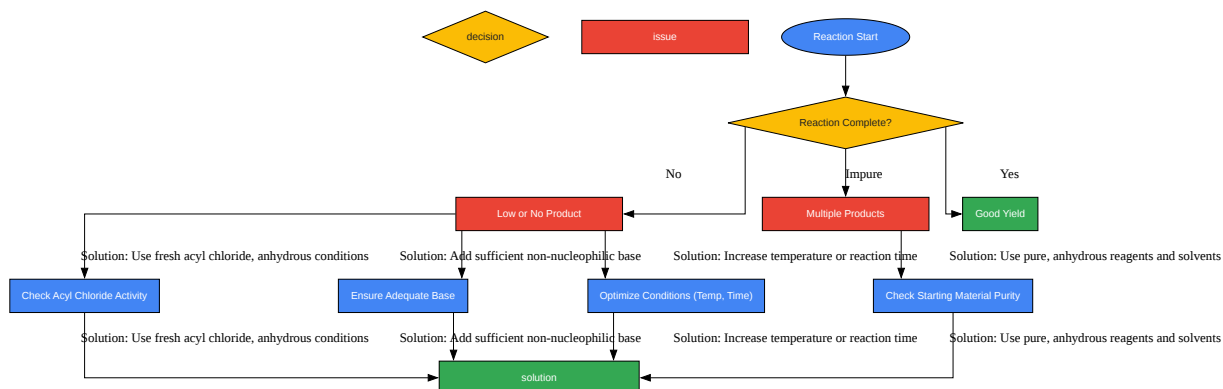 decision
issue
Reaction Start
Reaction Complete?
No
Impure
Yes
Low or No Product
Multiple Products
Good Yield
Solution: Use fresh acyl chloride, anhydrous conditions
Solution: Add sufficient non-nucleophilic base
Solution: Increase temperature or reaction time
Solution: Use pure, anhydrous reagents and solvents
Check Acyl Chloride Activity
Ensure Adequate Base
Optimize Conditions (Temp, Time)
Check Starting Material Purity
Solution: Use fresh acyl chloride, anhydrous conditions
Solution: Add sufficient non-nucleophilic base
Solution: Increase temperature or reaction time
Solution: Use pure, anhydrous reagents and solvents
solution